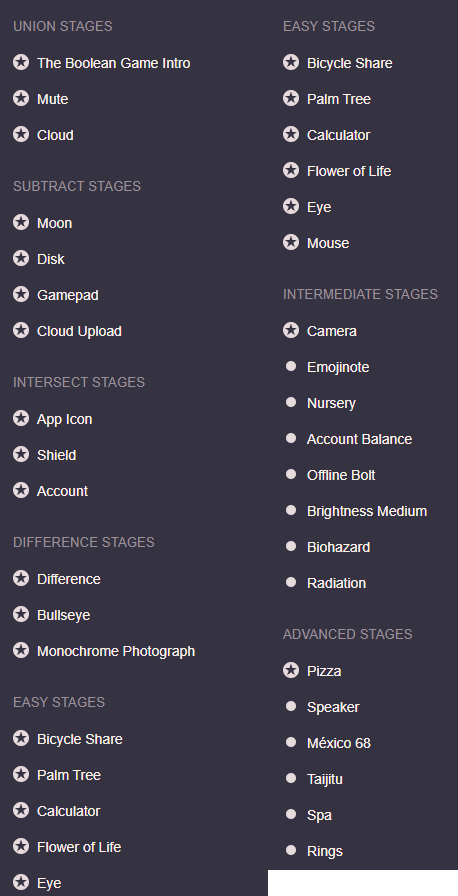 UNION STAGES
The Boolean Game Intro
Mute
Cloud
SUBTRACT STAGES
Moon
Disk
Gamepad
Cloud Upload
INTERSECT STAGES
App Icon
Shield
Account
DIFFERENCE STAGES
Difference
Bullseye
Monochrome Photograph
EASY STAGES
Bicycle Share
Palm Tree
Calculator
Flower of Life
Eye
EASY STAGES
Bicycle Share
Palm Tree
Calculator
Flower of Life
Eye
Mouse
INTERMEDIATE STAGES
Camera
Emojinote
Nursery
Account Balance
Offline Bolt
Brightness Medium
Biohazard
Radiation
ADVANCED STAGES
Pizza
Speaker
México 68
Taijitu
Spa
Rings